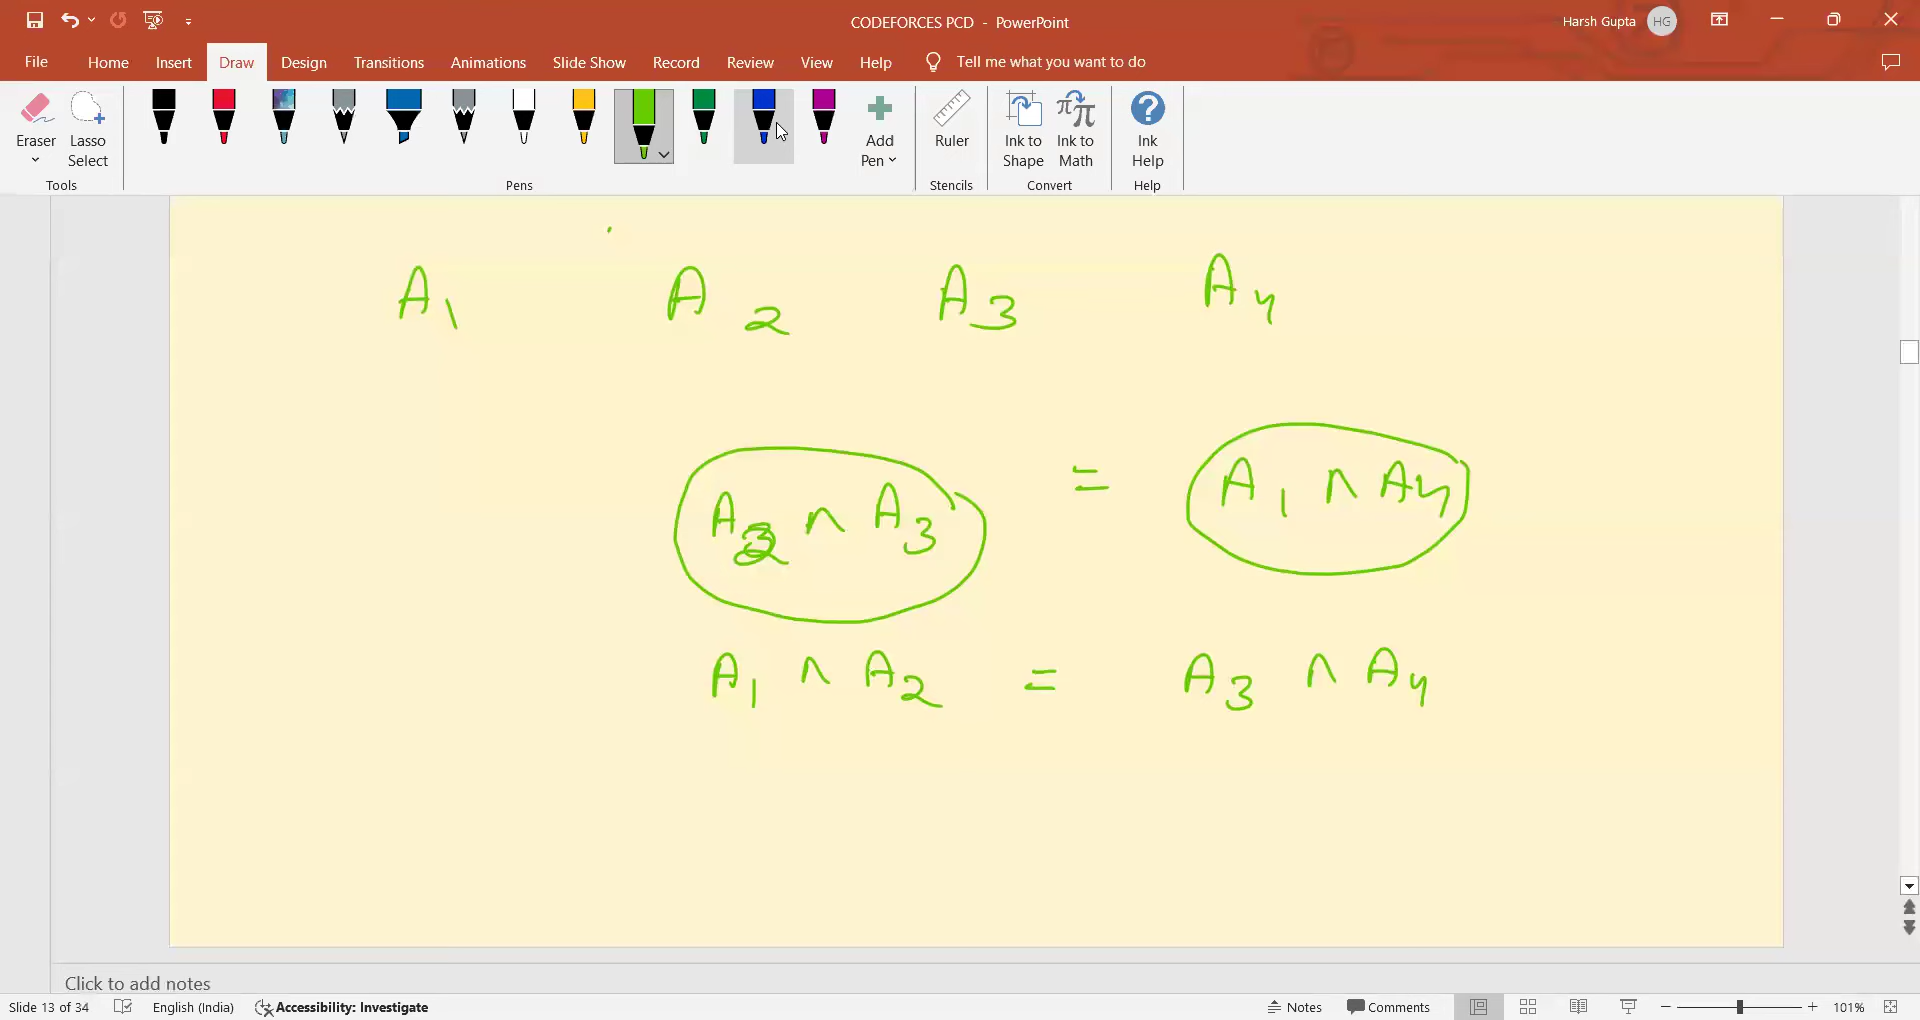 CODEFORCES PCD - PowerPoint
Harsh Gupta HG
File Home Insert Draw Design Transitions Animations Slide Show Record Review View Help Tell me what you want to do
Eraser
Lasso Select
Tools
Pens
Add Pen
Ruler
Stencils
Ink to Shape
Ink to Math
Convert
Ink Help
Help
A1 A2 A3 A4
A2 ∧ A3 = A1 ∧ A4
A1 ∧ A2 = A3 ∧ A4
Click to add notes
Slide 13 of 34 English (India) Accessibility: Investigate Notes Comments 101%